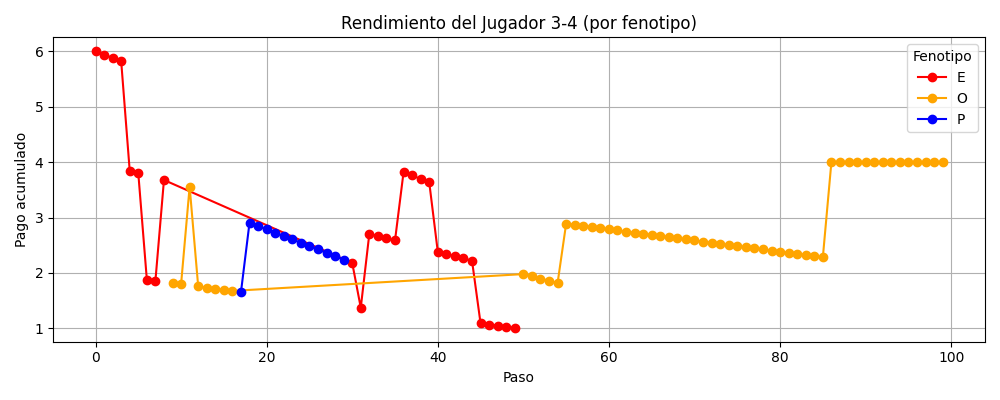 Rendimiento del Jugador 3-4 (por fenotipo)
Pago acumulado
6
5
4
3
2
1
0
20
40
60
80
100
Paso
Fenotipo
E
O
P